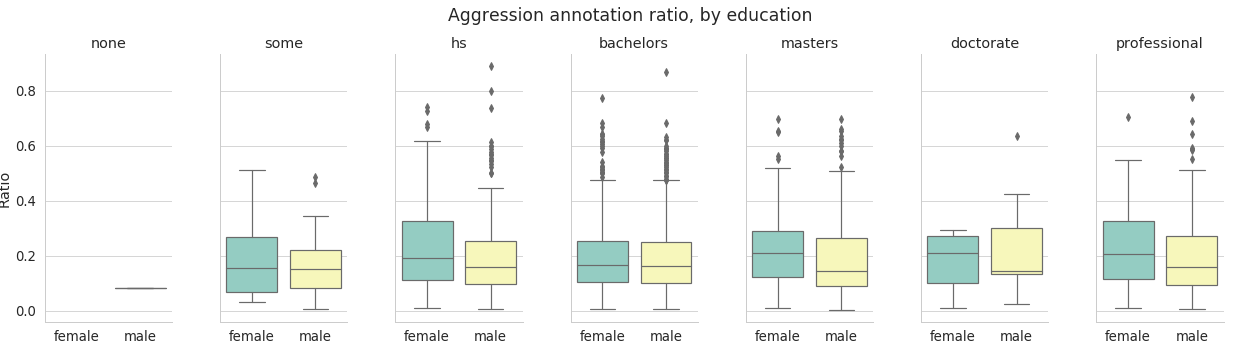 Aggression annotation ratio, by education
none some hs bachelors masters doctorate professional
Ratio
0.8
0.6
0.4
0.2
0.0
female male female male female male female male female male female male female male